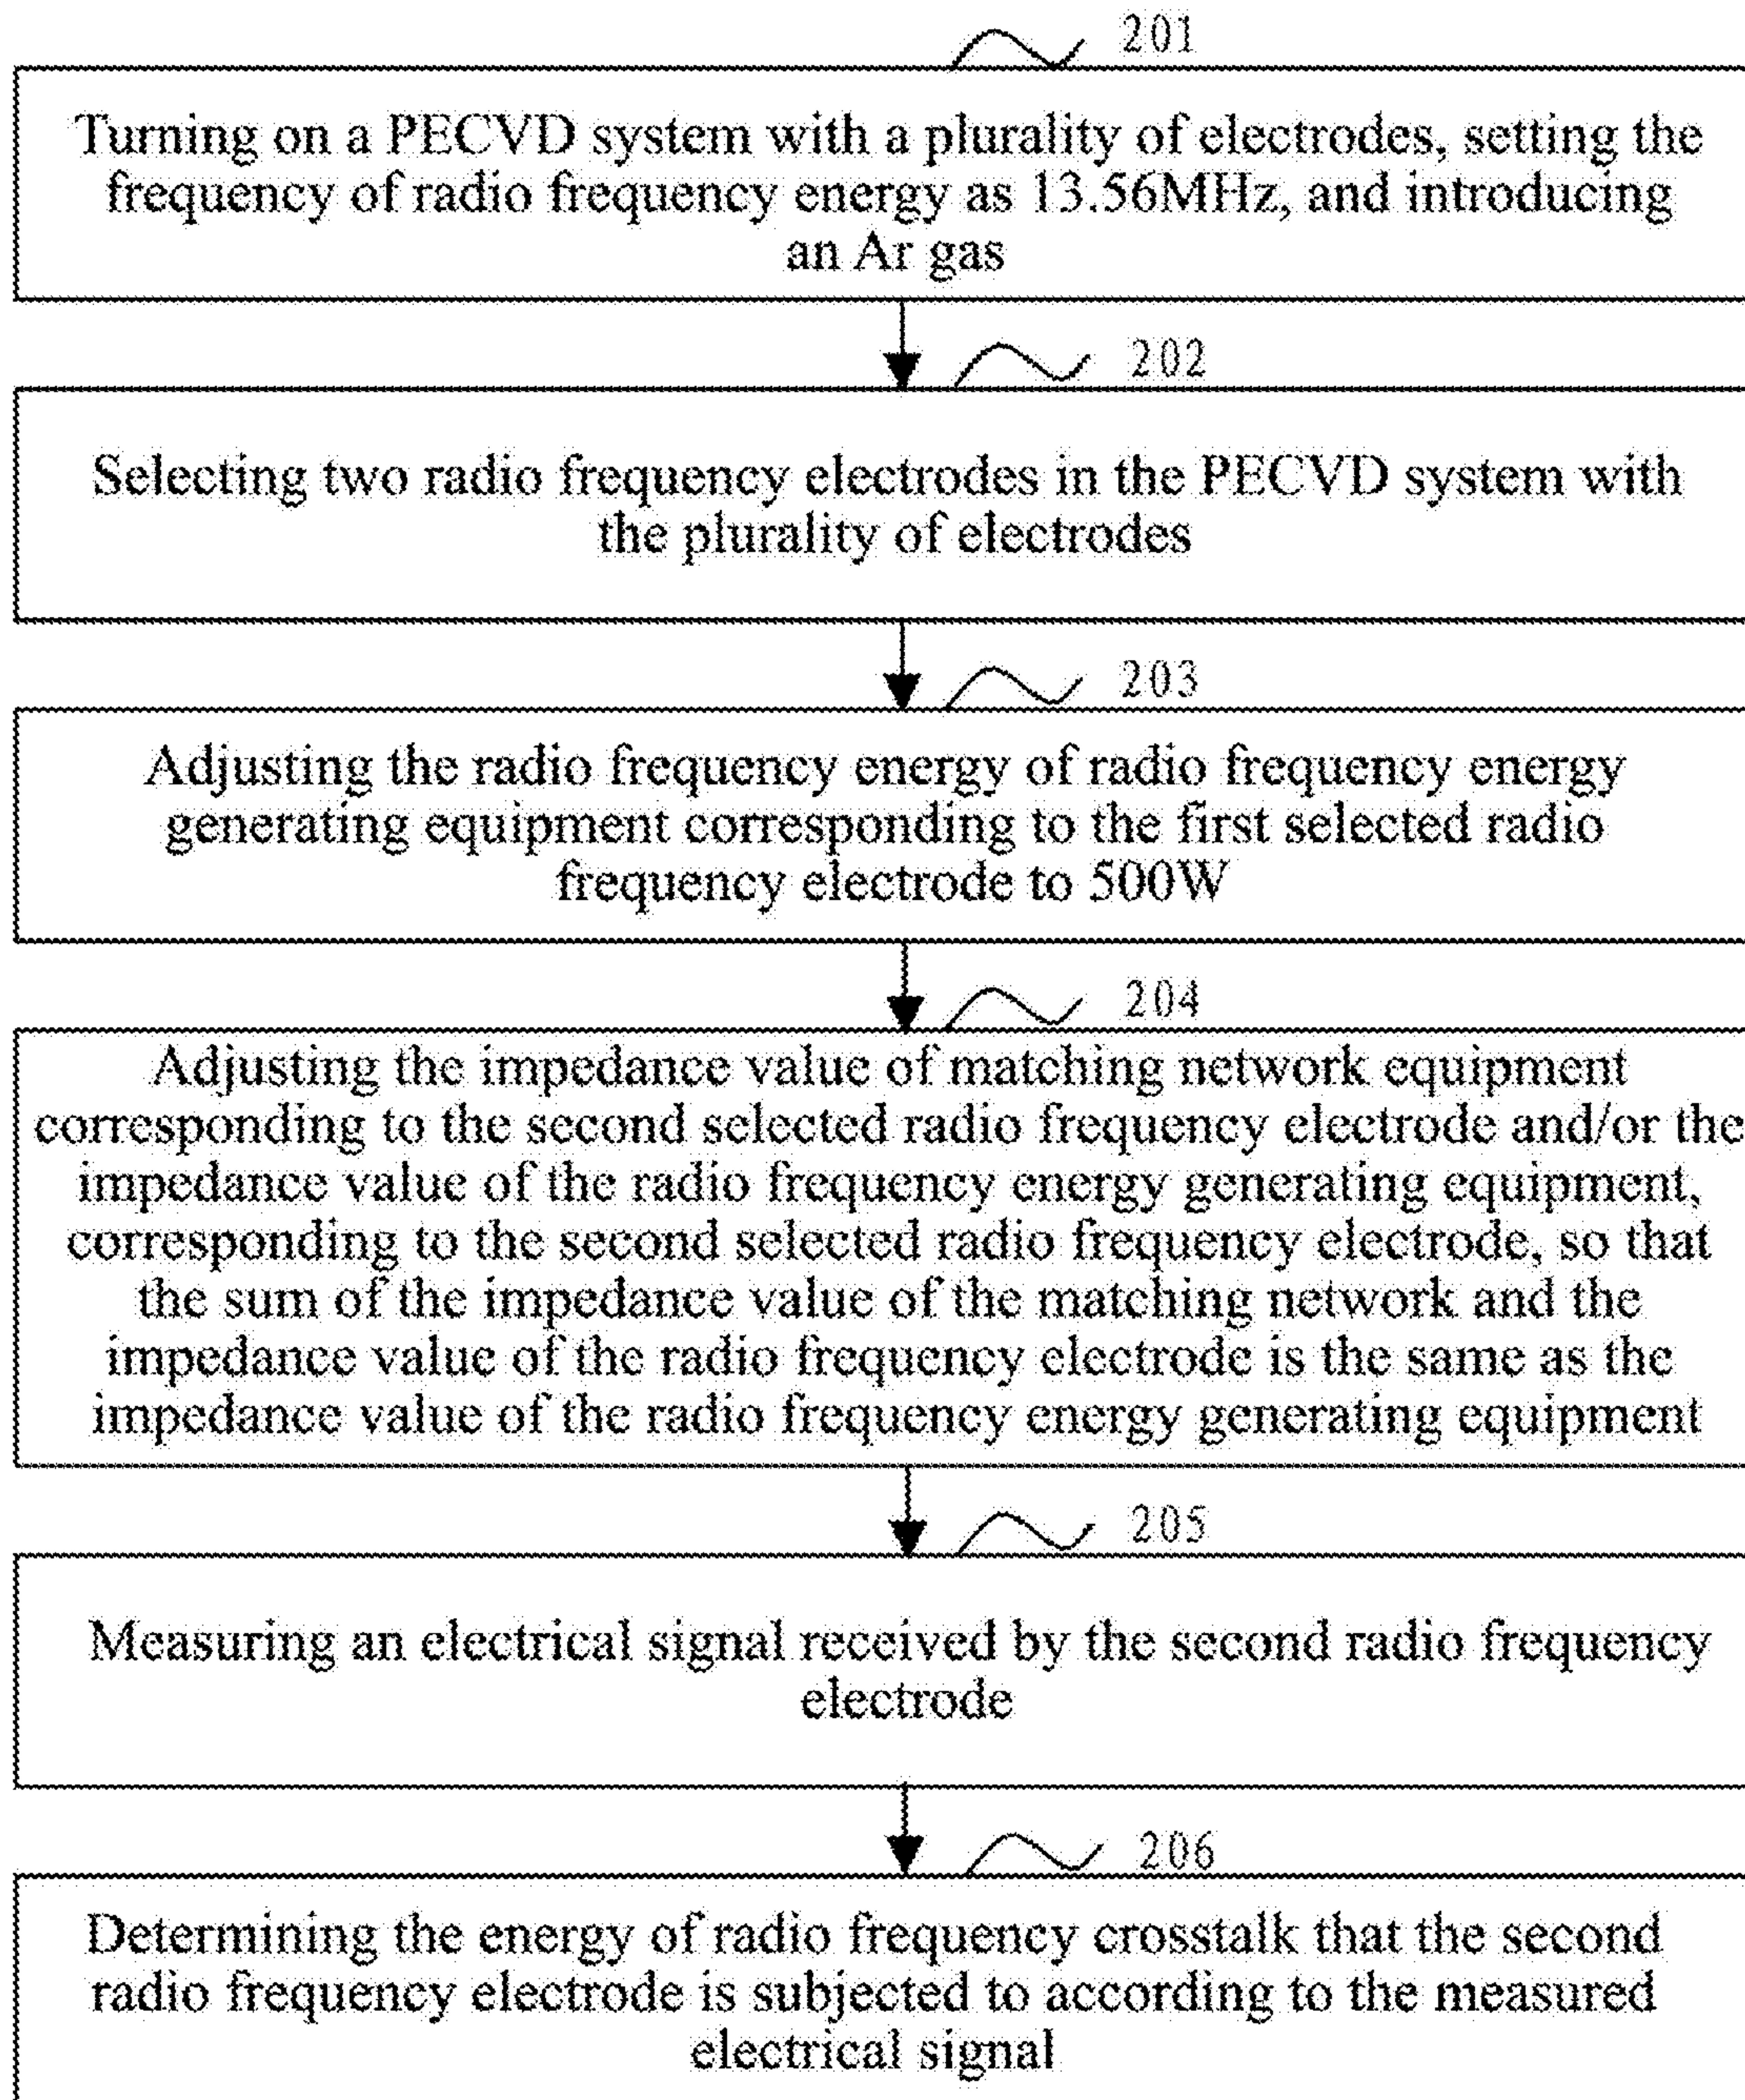 201
Turning on a PECVD system with a plurality of electrodes, setting the
frequency of radio frequency energy as 13.56MHz, and introducing
an Ar gas
202
Selecting two radio frequency electrodes in the PECVD system with
the plurality of electrodes
203
Adjusting the radio frequency energy of radio frequency energy
generating equipment corresponding to the first selected radio
frequency electrode to 500W
204
Adjusting the impedance value of matching network equipment
corresponding to the second selected radio frequency electrode and/or the
impedance value of the radio frequency energy generating equipment,
corresponding to the second selected radio frequency electrode, so that
the sum of the impedance value of the matching network and the
impedance value of the radio frequency electrode is the same as the
impedance value of the radio frequency energy generating equipment
205
Measuring an electrical signal received by the second radio frequency
electrode
206
Determining the energy of radio frequency crosstalk that the second
radio frequency electrode is subjected to according to the measured
electrical signal